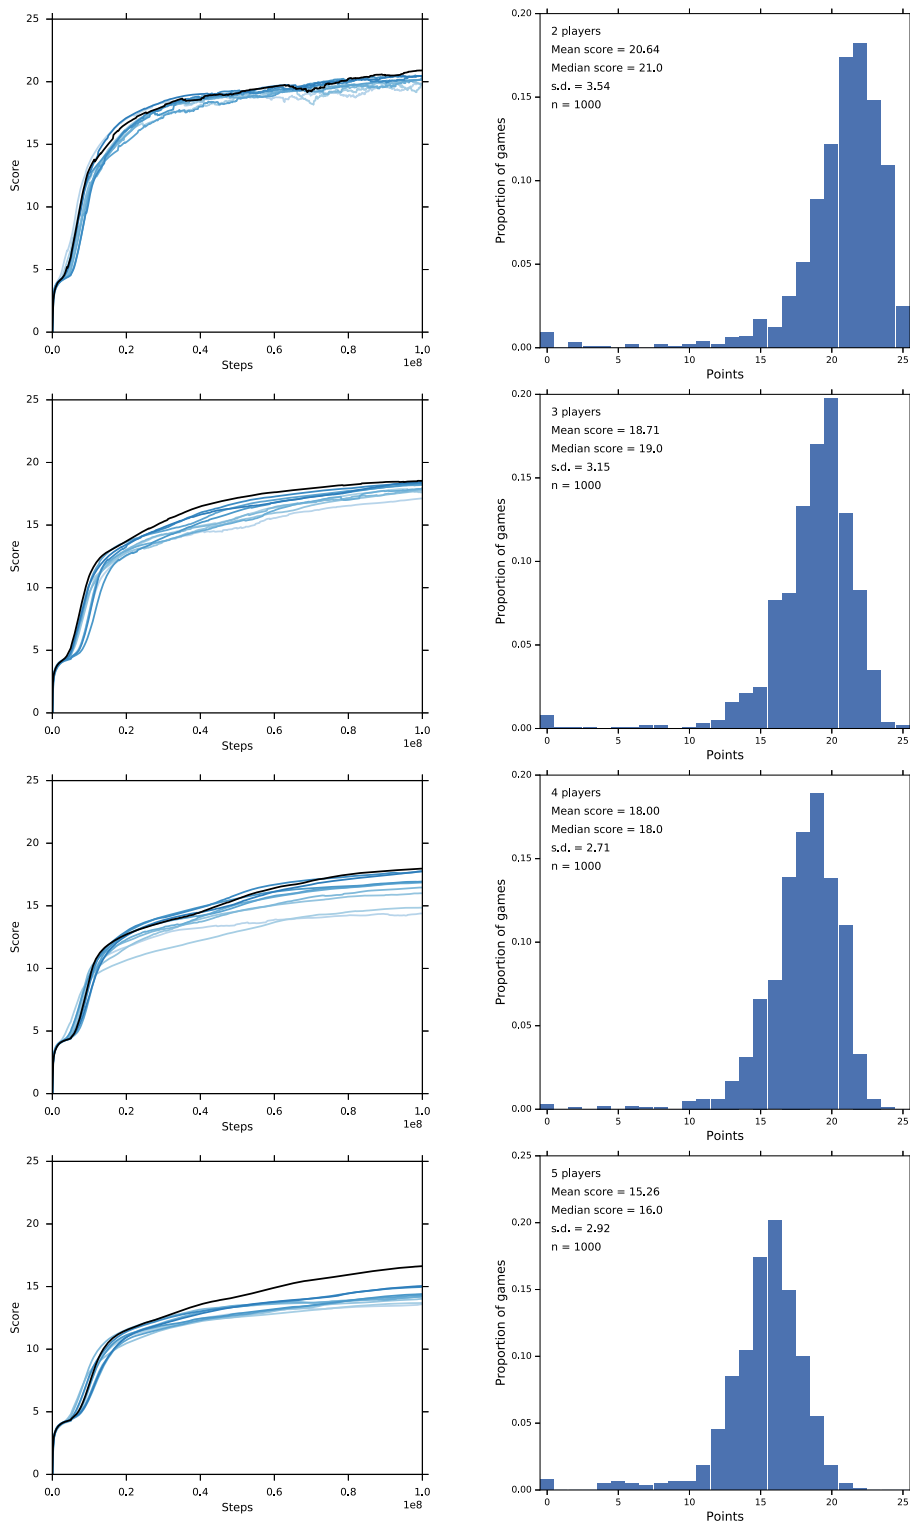 25
20
15
10
5
0
0.0 0.2 0.4 0.6 0.8 1.0
1e8
Steps
Score
0.20
0.15
0.10
0.05
0.00
0 5 10 15 20 25
Points
Proportion of games
2 players
Mean score = 20.64
Median score = 21.0
s.d. = 3.54
n = 1000
25
20
15
10
5
0
0.0 0.2 0.4 0.6 0.8 1.0
1e8
Steps
Score
0.20
0.15
0.10
0.05
0.00
0 5 10 15 20 25
Points
Proportion of games
3 players
Mean score = 18.71
Median score = 19.0
s.d. = 3.15
n = 1000
25
20
15
10
5
0
0.0 0.2 0.4 0.6 0.8 1.0
1e8
Steps
Score
0.20
0.15
0.10
0.05
0.00
0 5 10 15 20 25
Points
Proportion of games
4 players
Mean score = 18.00
Median score = 18.0
s.d. = 2.71
n = 1000
25
20
15
10
5
0
0.0 0.2 0.4 0.6 0.8 1.0
1e8
Steps
Score
0.25
0.20
0.15
0.10
0.05
0.00
0 5 10 15 20 25
Points
Proportion of games
5 players
Mean score = 15.26
Median score = 16.0
s.d. = 2.92
n = 1000